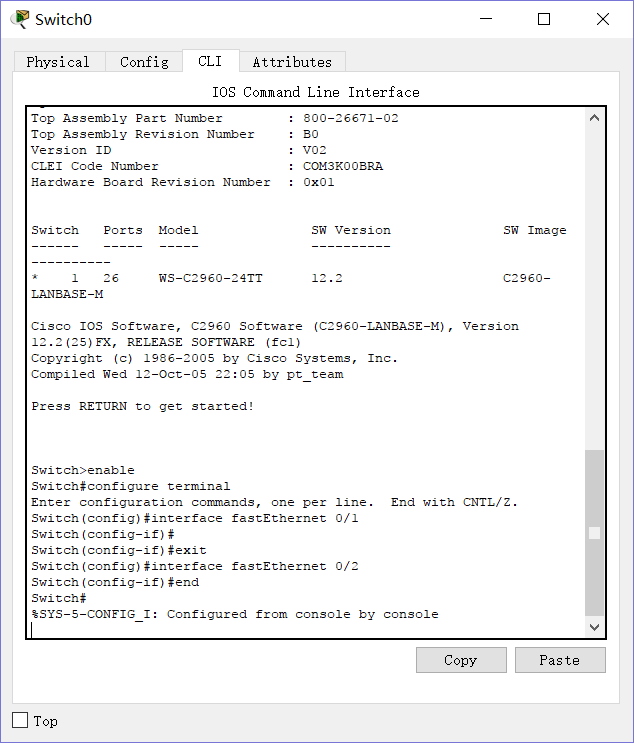 Switch0
Physical Config CLI Attributes
IOS Command Line Interface
Top Assembly Part Number        : 800-26671-02
Top Assembly Revision Number    : B0
Version ID                      : V02
CLEI Code Number                : COM3K00BRA
Hardware Board Revision Number  : 0x01
Switch   Ports  Model              SW Version              SW Image
------   -----  -----              ----------
----------
*    1   26     WS-C2960-24TT      12.2                    C2960-
LANBASE-M
Cisco IOS Software, C2960 Software (C2960-LANBASE-M), Version
12.2(25)FX, RELEASE SOFTWARE (fc1)
Copyright (c) 1986-2005 by Cisco Systems, Inc.
Compiled Wed 12-Oct-05 22:05 by pt_team
Press RETURN to get started!
Switch>enable
Switch#configure terminal
Enter configuration commands, one per line.  End with CNTL/Z.
Switch(config)#interface fastEthernet 0/1
Switch(config-if)#
Switch(config-if)#exit
Switch(config)#interface fastEthernet 0/2
Switch(config-if)#end
Switch#
%SYS-5-CONFIG_I: Configured from console by console
Copy Paste
Top